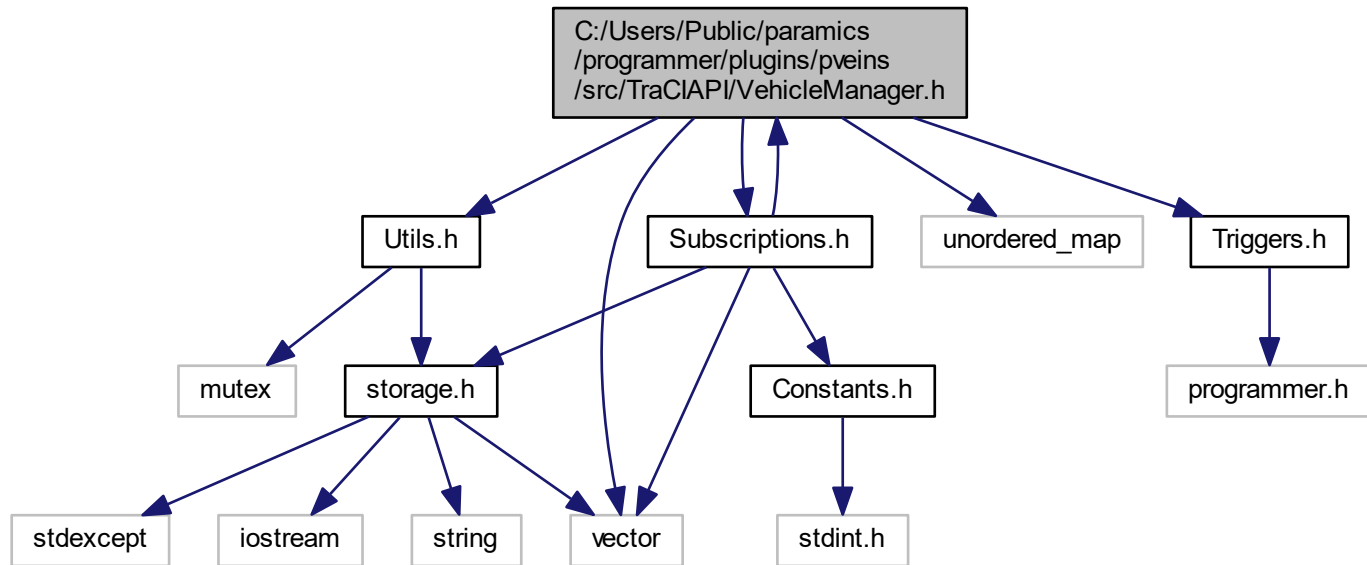 C:/Users/Public/paramics
/programmer/plugins/pveins
/src/TraCIAPI/VehicleManager.h
Utils.h
Subscriptions.h
unordered_map
Triggers.h
mutex
storage.h
Constants.h
programmer.h
stdexcept
iostream
string
vector
stdint.h